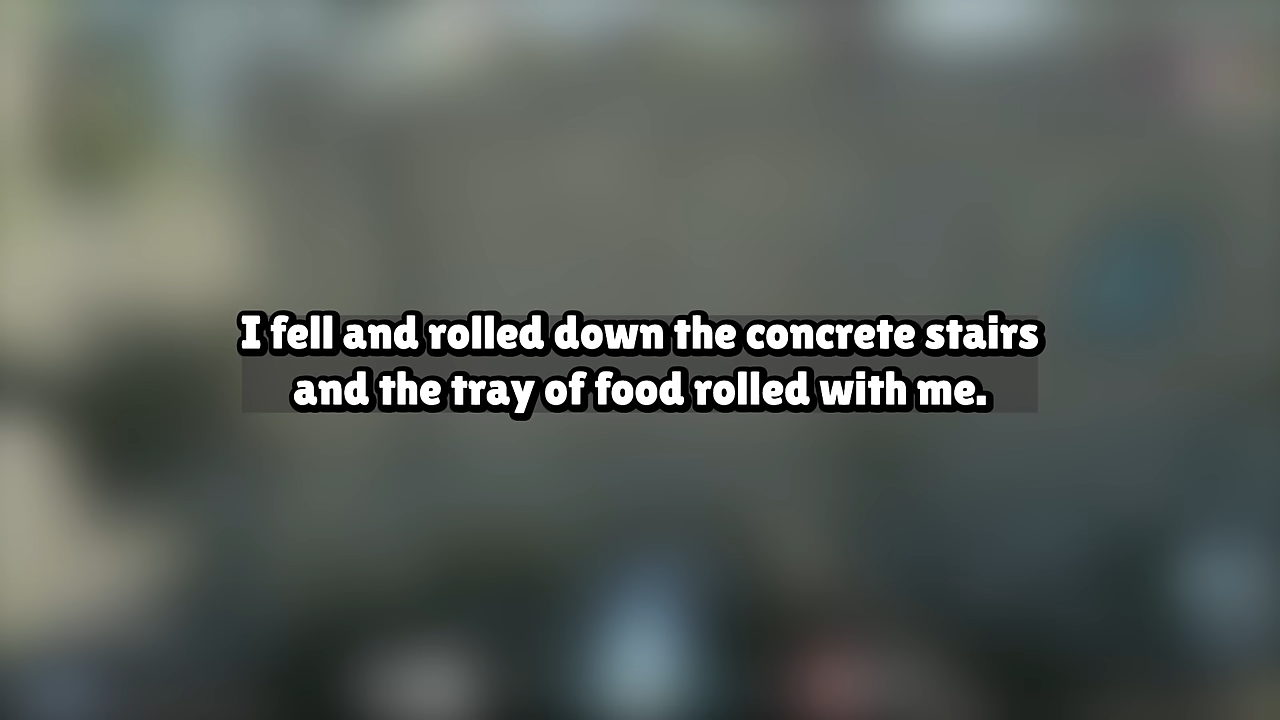 I fell and rolled down the concrete stairs
and the tray of food rolled with me.